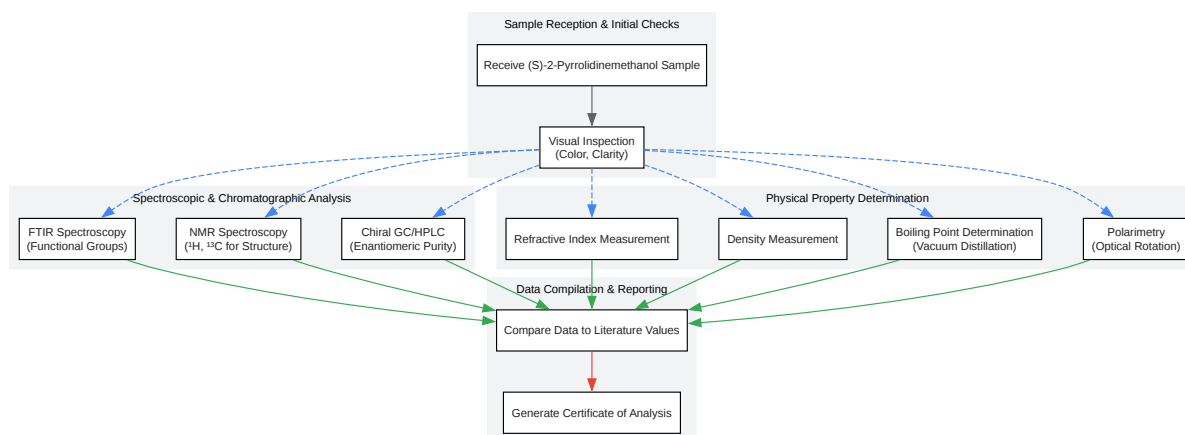 Sample Reception & Initial Checks
Receive (S)-2-Pyrrolidinemethanol Sample
Visual Inspection
(Color, Clarity)
Spectroscopic & Chromatographic Analysis
Physical Property Determination
FTIR Spectroscopy
(Functional Groups)
NMR Spectroscopy
(¹H, ¹³C for Structure)
Chiral GC/HPLC
(Enantiomeric Purity)
Refractive Index Measurement
Density Measurement
Boiling Point Determination
(Vacuum Distillation)
Polarimetry
(Optical Rotation)
Data Compilation & Reporting
Compare Data to Literature Values
Generate Certificate of Analysis